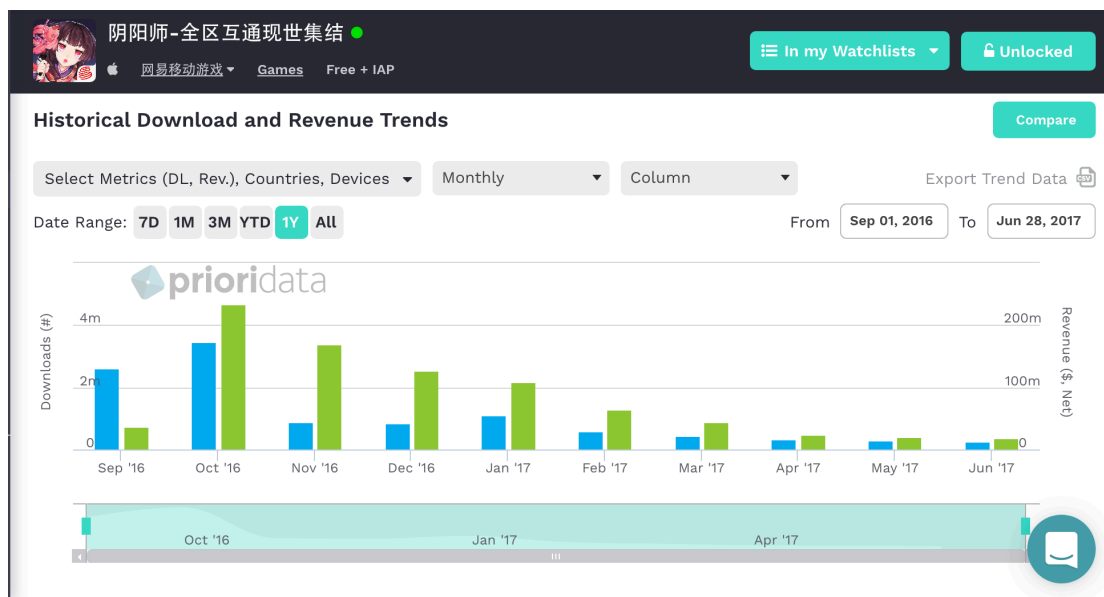 阴阳师-全区互通现世集结
网易移动游戏 Games Free + IAP
In my Watchlists
Unlocked
Historical Download and Revenue Trends
Compare
Select Metrics (DL, Rev.), Countries, Devices
Monthly
Column
Export Trend Data CSV
Date Range: 7D 1M 3M YTD 1Y All
From Sep 01, 2016 To Jun 28, 2017
prioridata
Downloads (#)
4m
2m
0
200m
100m
0
Revenue ($, Net)
Sep '16 Oct '16 Nov '16 Dec '16 Jan '17 Feb '17 Mar '17 Apr '17 May '17 Jun '17
Oct '16 Jan '17 Apr '17